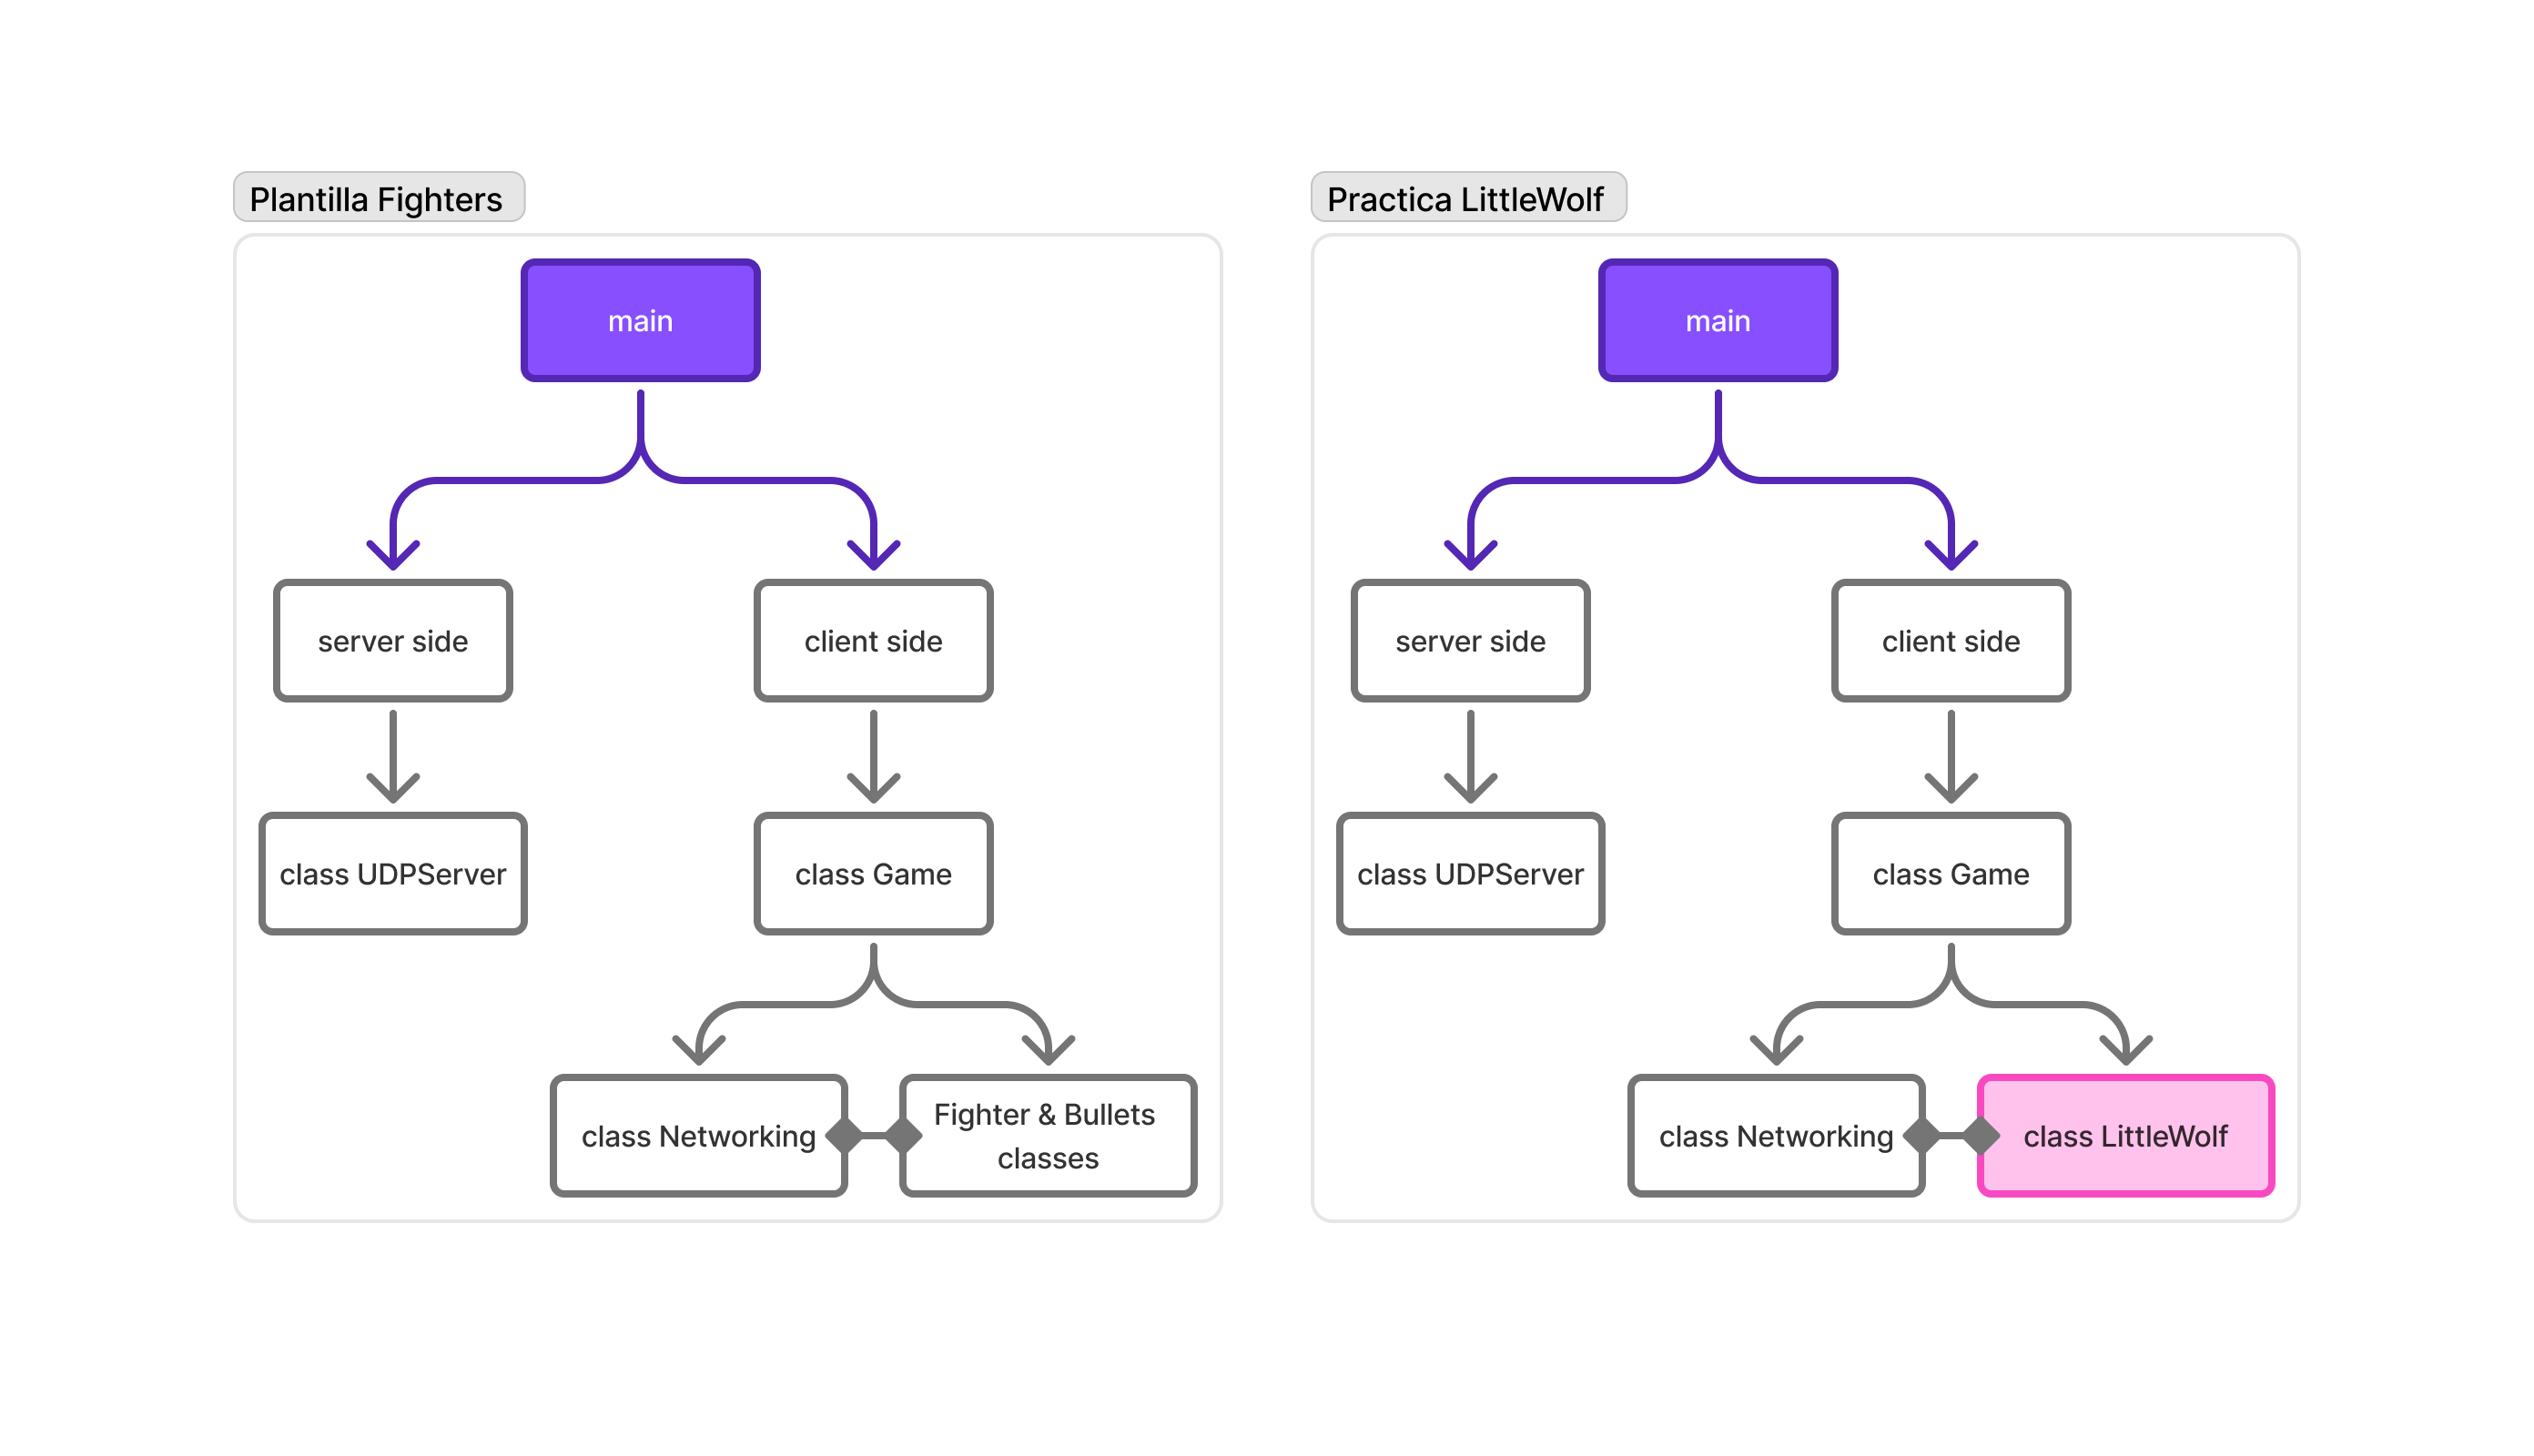 Plantilla Fighters
main
server side
client side
class UDPServer
class Game
class Networking
Fighter & Bullets
classes
Practica LittleWolf
main
server side
client side
class UDPServer
class Game
class Networking
class LittleWolf